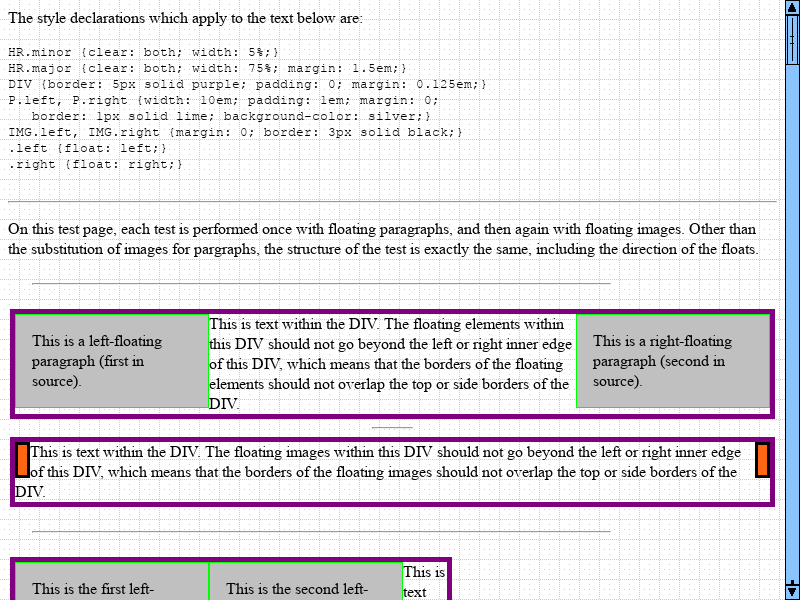 The style declarations which apply to the text below are:
HR.minor {clear: both; width: 5%;}
HR.major {clear: both; width: 75%; margin: 1.5em;}
DIV {border: 5px solid purple; padding: 0; margin: 0.125em;}
P.left, P.right {width: 10em; padding: 1em; margin: 0;
border: 1px solid lime; background-color: silver;}
IMG.left, IMG.right {margin: 0; border: 3px solid black;}
.left {float: left;}
.right {float: right;}
On this test page, each test is performed once with floating paragraphs, and then again with floating images. Other than
the substitution of images for pargraphs, the structure of the test is exactly the same, including the direction of the floats.
This is a left-floating
paragraph (first in
source).
This is text within the DIV. The floating elements within
this DIV should not go beyond the left or right inner edge
of this DIV, which means that the borders of the floating
elements should not overlap the top or side borders of the
DIV.
This is a right-floating
paragraph (second in
source).
This is text within the DIV. The floating images within this DIV should not go beyond the left or right inner edge
of this DIV, which means that the borders of the floating images should not overlap the top or side borders of the
DIV.
This is the first left-
This is the second left-
This is
text